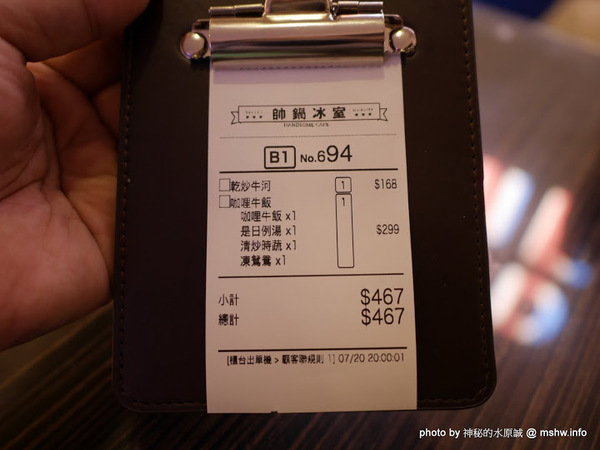 帥鍋冰室
HANDSOME CAFE
B1 No.694
乾炒牛河 1 $168
咖哩牛飯 1
咖哩牛飯 x1
是日例湯 x1 $299
清炒時蔬 x1
凍鴛鴦 x1
小計 $467
總計 $467
[櫃台出單機 > 顧客聯規則 1] 07/20 20:00:01
photo by 神秘的水原誠 @ mshw.info